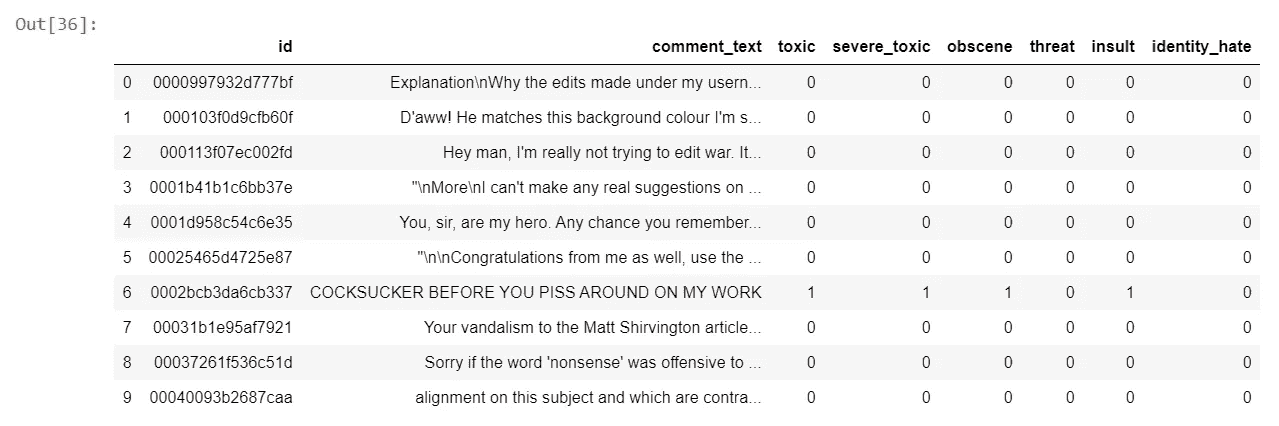 Out[36]:
id comment_text toxic severe_toxic obscene threat insult identity_hate
0 0000997932d777bf Explanation\nWhy the edits made under my usern... 0 0 0 0 0 0
1 000103f0d9cfb60f D'aww! He matches this background colour I'm s... 0 0 0 0 0 0
2 000113f07ec002fd Hey man, I'm really not trying to edit war. It... 0 0 0 0 0 0
3 0001b41b1c6bb37e "\nMore\nI can't make any real suggestions on ... 0 0 0 0 0 0
4 0001d958c54c6e35 You, sir, are my hero. Any chance you remember... 0 0 0 0 0 0
5 00025465d4725e87 "\n\nCongratulations from me as well, use the ... 0 0 0 0 0 0
6 0002bcb3da6cb337 COCKSUCKER BEFORE YOU PISS AROUND ON MY WORK 1 1 1 0 1 0
7 00031b1e95af7921 Your vandalism to the Matt Shirvington article... 0 0 0 0 0 0
8 00037261f536c51d Sorry if the word 'nonsense' was offensive to ... 0 0 0 0 0 0
9 00040093b2687caa alignment on this subject and which are contra... 0 0 0 0 0 0